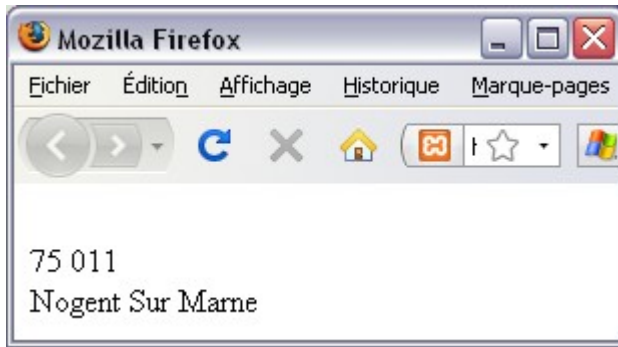 Mozilla Firefox
Fichier Édition Affichage Historique Marque-pages
75 011
Nogent Sur Marne